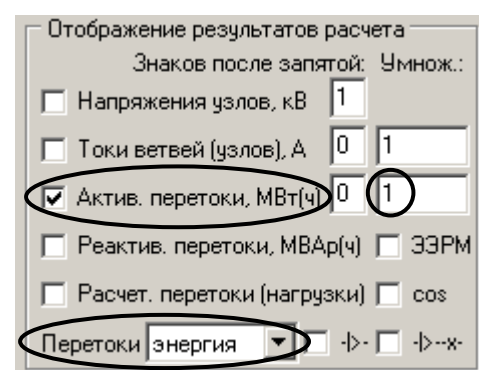 Отображение результатов расчета
Знаков после запятой: Умнож.:
Напряжения узлов, кВ 1
Токи ветвей (узлов), А 0 1
Актив. перетоки, МВт(ч) 0 1
Реактив. перетоки, МВАр(ч) ЭЭРМ
Расчет. перетоки (нагрузки) cos
Перетоки энергия -|>- -|>--x-